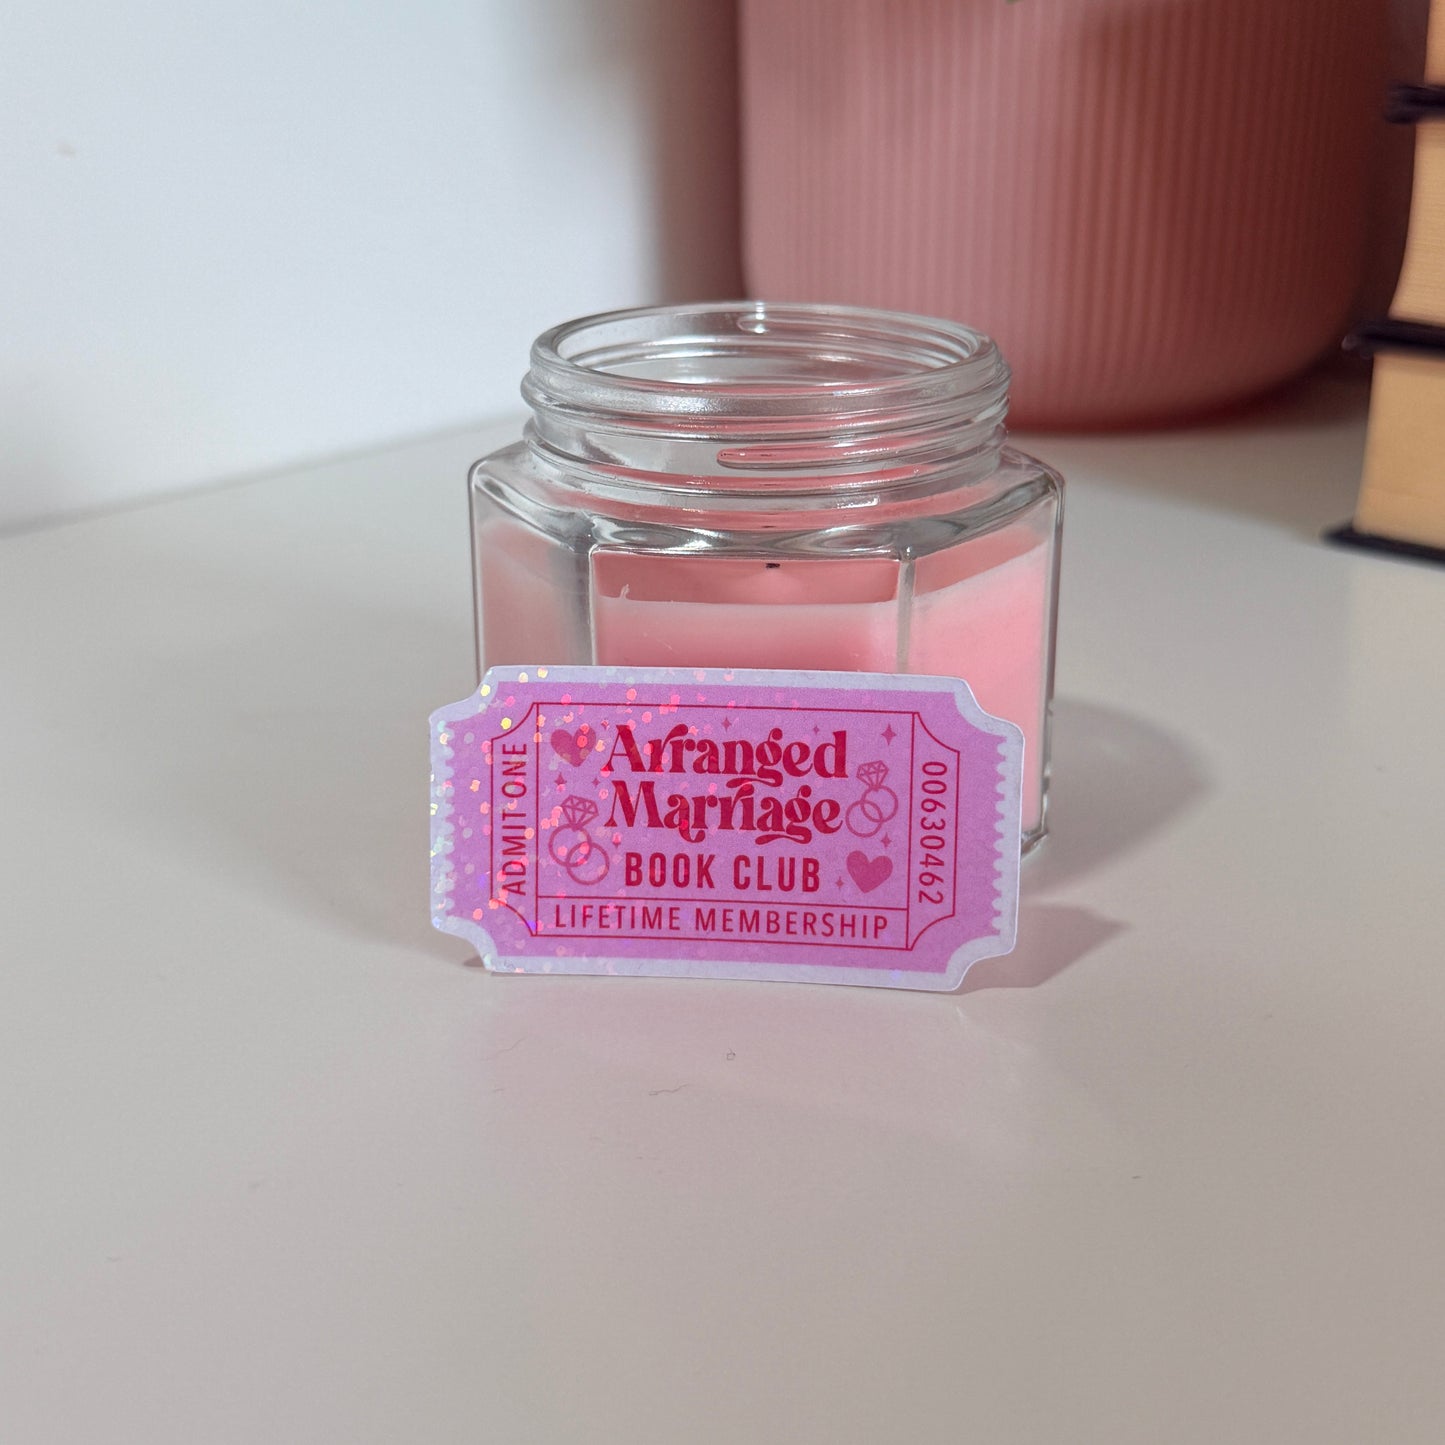 ADMIT ONE
Arranged
Marriage
BOOK CLUB
LIFETIME MEMBERSHIP
00630462